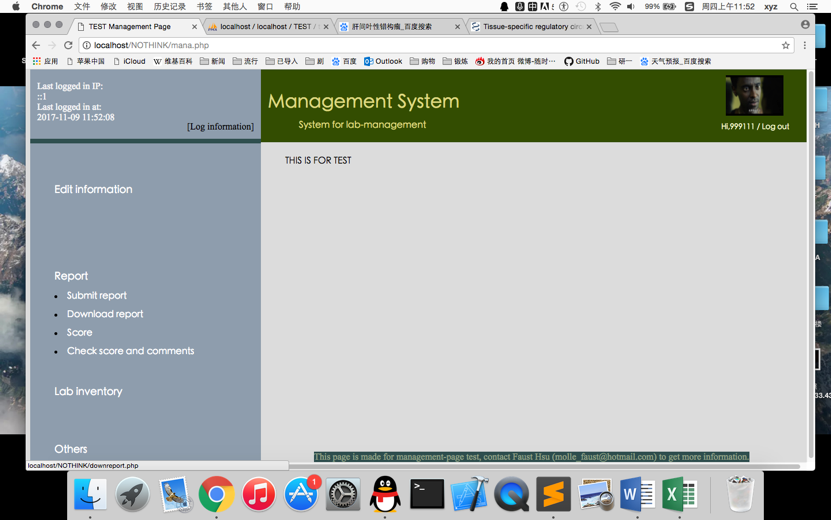 Chrome 文件 修改 视图 历史记录 书签 其他人 窗口 帮助 99% 周四上午11:52 xyz
TEST Management Page
localhost / localhost / TEST /
肝间叶性错构瘤_百度搜索
Tissue-specific regulatory circ
localhost/NOTHINK/mana.php
应用 苹果中国 iCloud 维基百科 新闻 流行 已导入 剧 百度 Outlook 购物 锻炼 我的首页 微博-随时… GitHub 研一 天气预报_百度搜索
Last logged in IP:
::1
Last logged in at:
2017-11-09 11:52:08
[Log information]
Management System
System for lab-management
Hi,999111 / Log out
THIS IS FOR TEST
Edit information
Report
Submit report
Download report
Score
Check score and comments
Lab inventory
Others
This page is made for management-page test, contact Faust Hsu (molle_faust@hotmail.com) to get more information.
localhost/NOTHINK/downreport.php
1